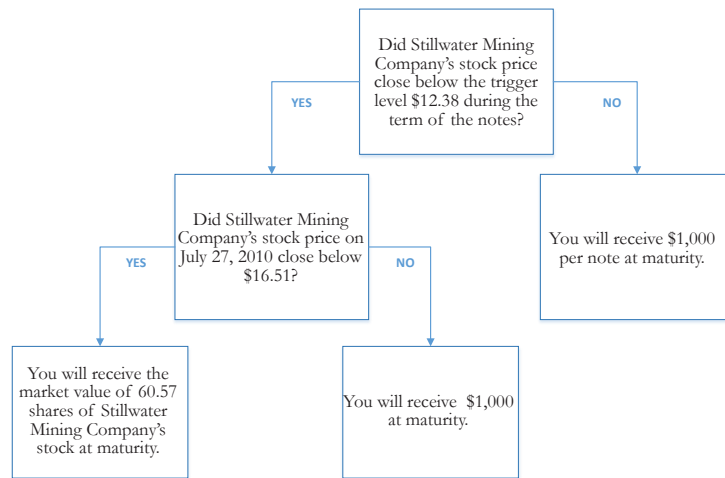 Did Stillwater Mining
Company's stock price
close below the trigger
level $12.38 during the
term of the notes?
YES
NO
Did Stillwater Mining
Company's stock price on
July 27, 2010 close below
$16.51?
You will receive $1,000
per note at maturity.
YES
NO
You will receive the
market value of 60.57
shares of Stillwater
Mining Company's
stock at maturity.
You will receive $1,000
at maturity.